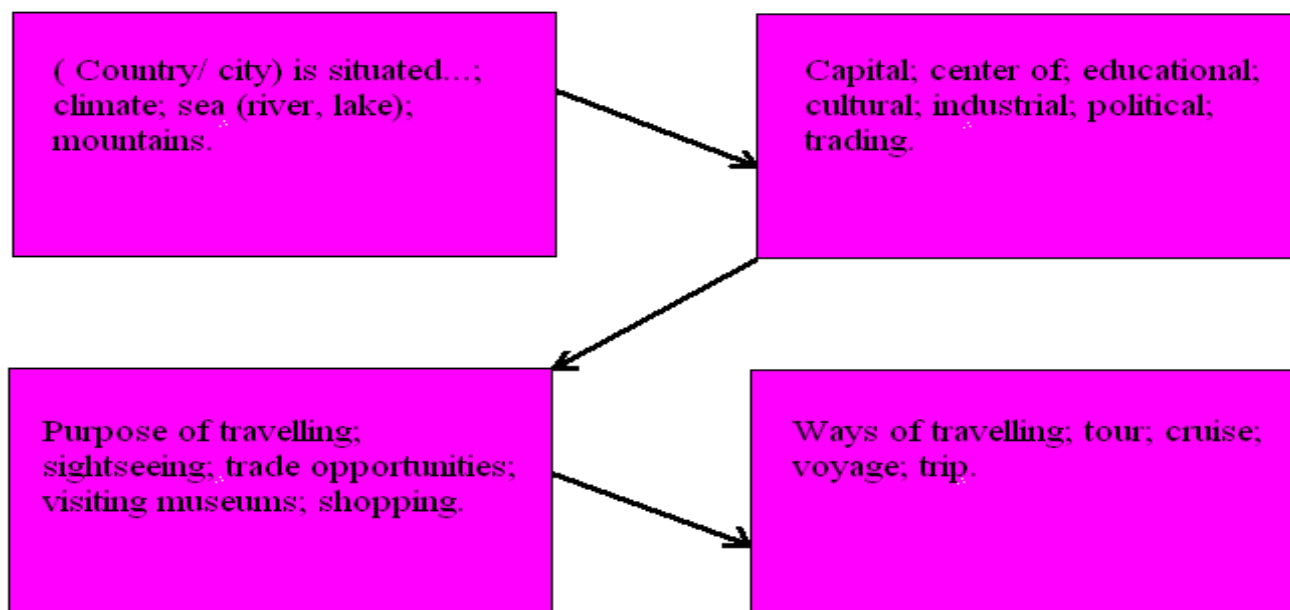 ( Country/ city) is situated...;
climate; sea (river, lake);
mountains.
Capital; center of; educational;
cultural; industrial; political;
trading.
Purpose of travelling;
sightseeing; trade opportunities;
visiting museums; shopping.
Ways of travelling; tour; cruise;
voyage; trip.